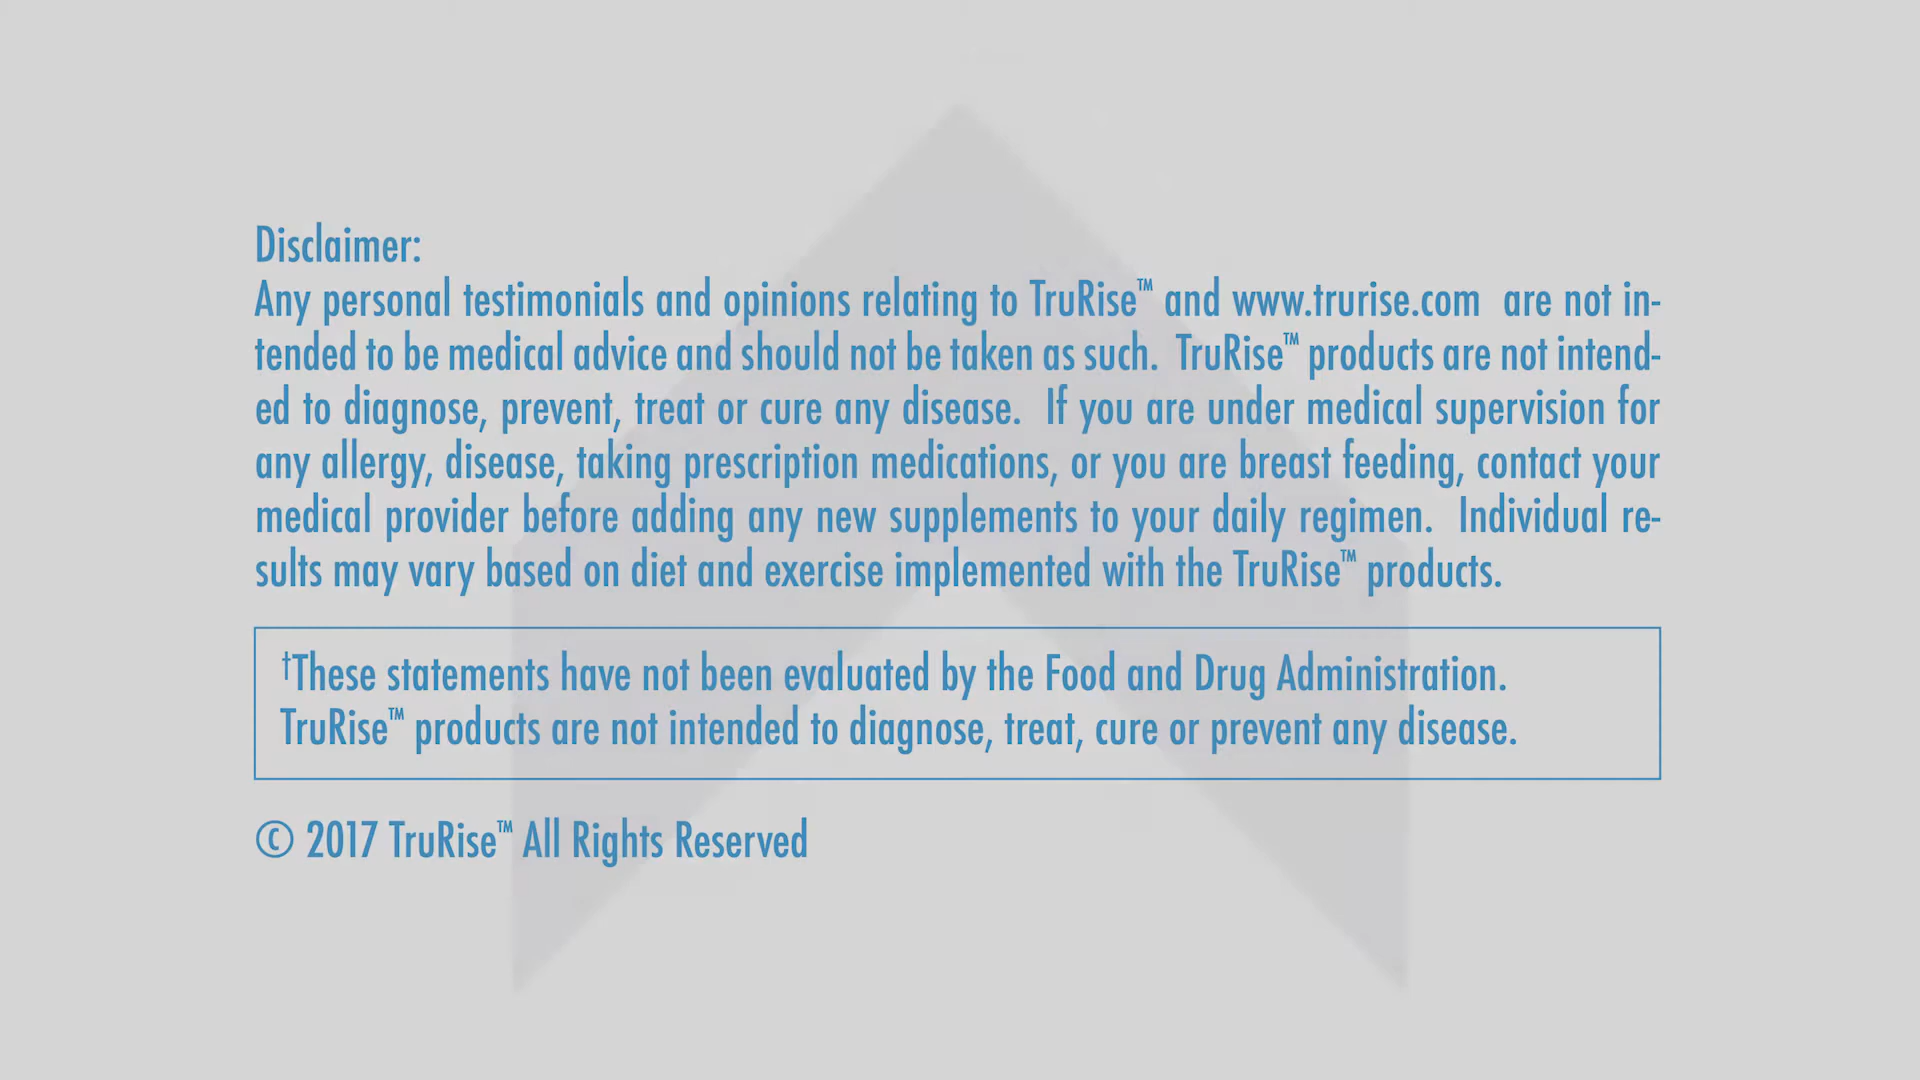 Disclaimer:
Any personal testimonials and opinions relating to TruRise™ and www.trurise.com  are not in-
tended to be medical advice and should not be taken as such.  TruRise™ products are not intend-
ed to diagnose, prevent, treat or cure any disease.  If you are under medical supervision for
any allergy, disease, taking prescription medications, or you are breast feeding, contact your
medical provider before adding any new supplements to your daily regimen.  Individual re-
sults may vary based on diet and exercise implemented with the TruRise™ products.
†These statements have not been evaluated by the Food and Drug Administration.
TruRise™ products are not intended to diagnose, treat, cure or prevent any disease.
© 2017 TruRise™ All Rights Reserved